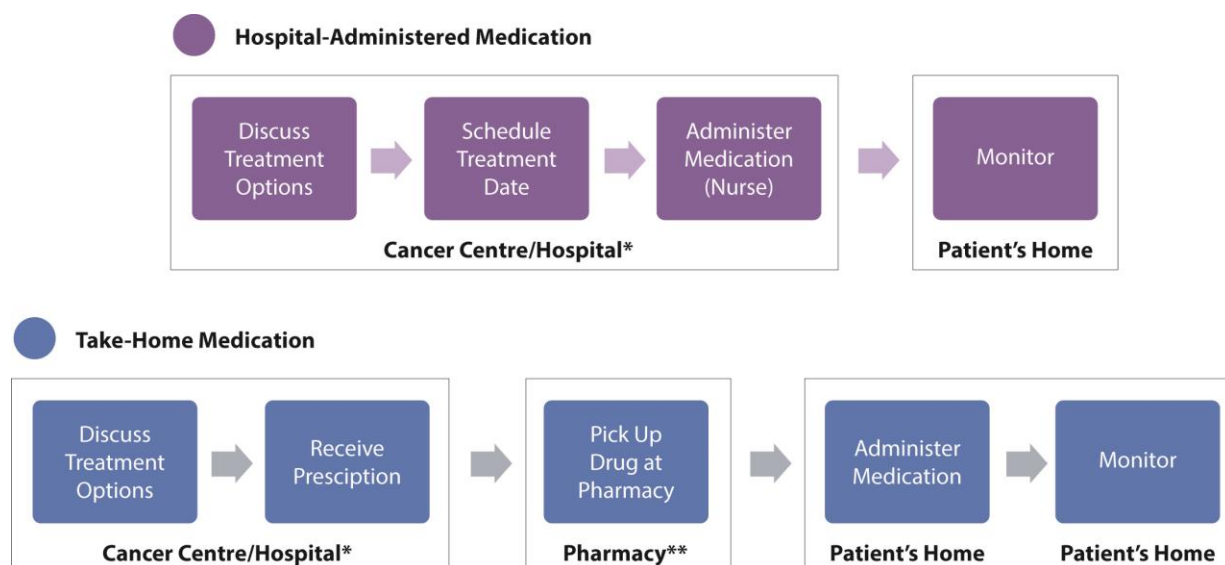 Hospital-Administered Medication
Discuss
Treatment
Options
Schedule
Treatment
Date
Administer
Medication
(Nurse)
Monitor
Cancer Centre/Hospital*
Patient's Home
Take-Home Medication
Discuss
Treatment
Options
Receive
Presciption
Pick Up
Drug at
Pharmacy
Administer
Medication
Monitor
Cancer Centre/Hospital*
Pharmacy**
Patient's Home
Patient's Home